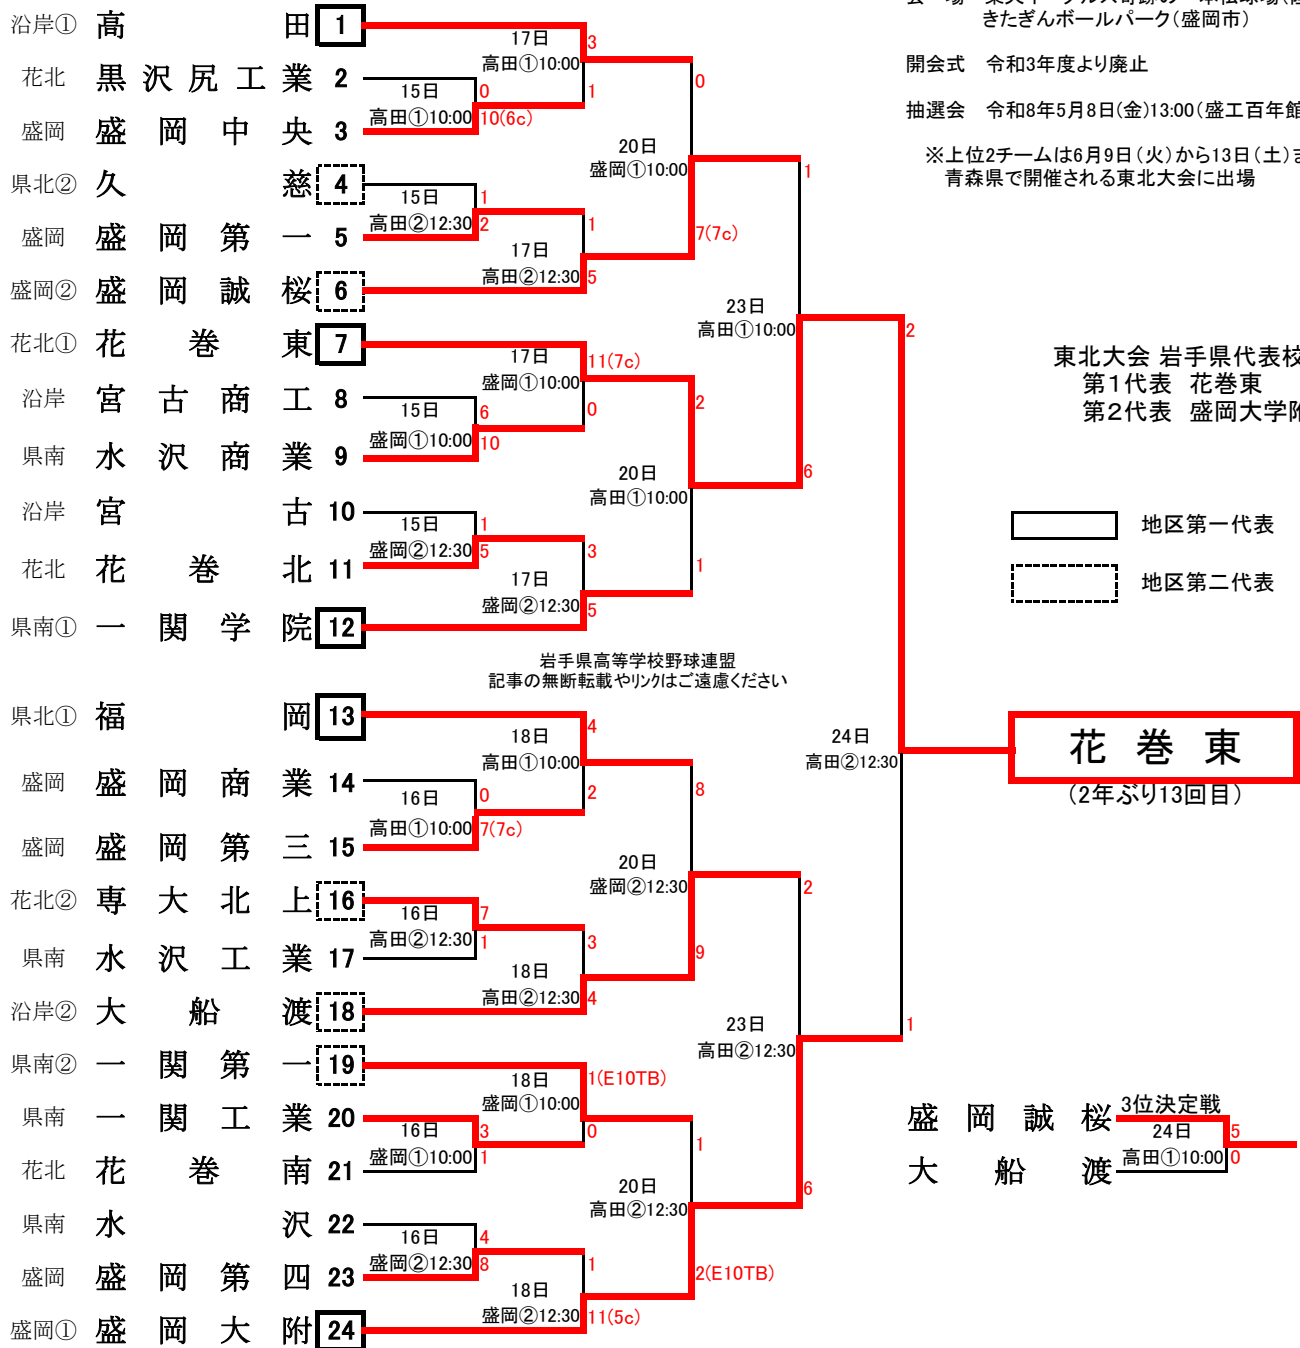 沿岸① 高田 1
花北 黒沢尻工業 2
盛岡 盛岡中央 3
県北② 久慈 4
盛岡 盛岡第一 5
盛岡② 盛岡誠桜 6
花北① 花巻東 7
沿岸 宮古商工 8
県南 水沢商業 9
沿岸 宮古 10
花北 花巻北 11
県南① 一関学院 12
県北① 福岡 13
盛岡 盛岡商業 14
盛岡 盛岡第三 15
花北② 専大北上 16
県南 水沢工業 17
沿岸② 大船渡 18
県南② 一関第一 19
県南 一関工業 20
花北 花巻南 21
県南 水沢 22
盛岡 盛岡第四 23
盛岡① 盛岡大附 24
15日
高田①10:00
0
10(6c)
15日
高田②12:30
1
2
15日
盛岡①10:00
6
10
15日
盛岡②12:30
1
5
16日
高田①10:00
0
7(7c)
16日
高田②12:30
7
1
16日
盛岡①10:00
3
1
16日
盛岡②12:30
4
8
17日
高田①10:00
3
1
17日
高田②12:30
1
5
17日
盛岡①10:00
11(7c)
0
17日
盛岡②12:30
3
5
岩手県高等学校野球連盟
記事の無断転載やリンクはご遠慮ください
18日
高田①10:00
4
2
18日
高田②12:30
3
4
18日
盛岡①10:00
1(E10TB)
0
18日
盛岡②12:30
1
11(5c)
20日
盛岡①10:00
0
7(7c)
20日
高田①10:00
2
1
20日
盛岡②12:30
8
9
20日
高田②12:30
1
2(E10TB)
23日
高田①10:00
1
6
23日
高田②12:30
2
6
24日
高田②12:30
2
1
きたぎんボールパーク(盛岡市)
開会式 令和3年度より廃止
抽選会 令和8年5月8日(金)13:00(盛工百年館
※上位2チームは6月9日(火)から13日(土)ま
青森県で開催される東北大会に出場
東北大会 岩手県代表校
第1代表 花巻東
第2代表 盛岡大学附
地区第一代表
地区第二代表
花巻東
(2年ぶり13回目)
3位決定戦
盛岡誠桜
大船渡
24日
高田①10:00
5
0